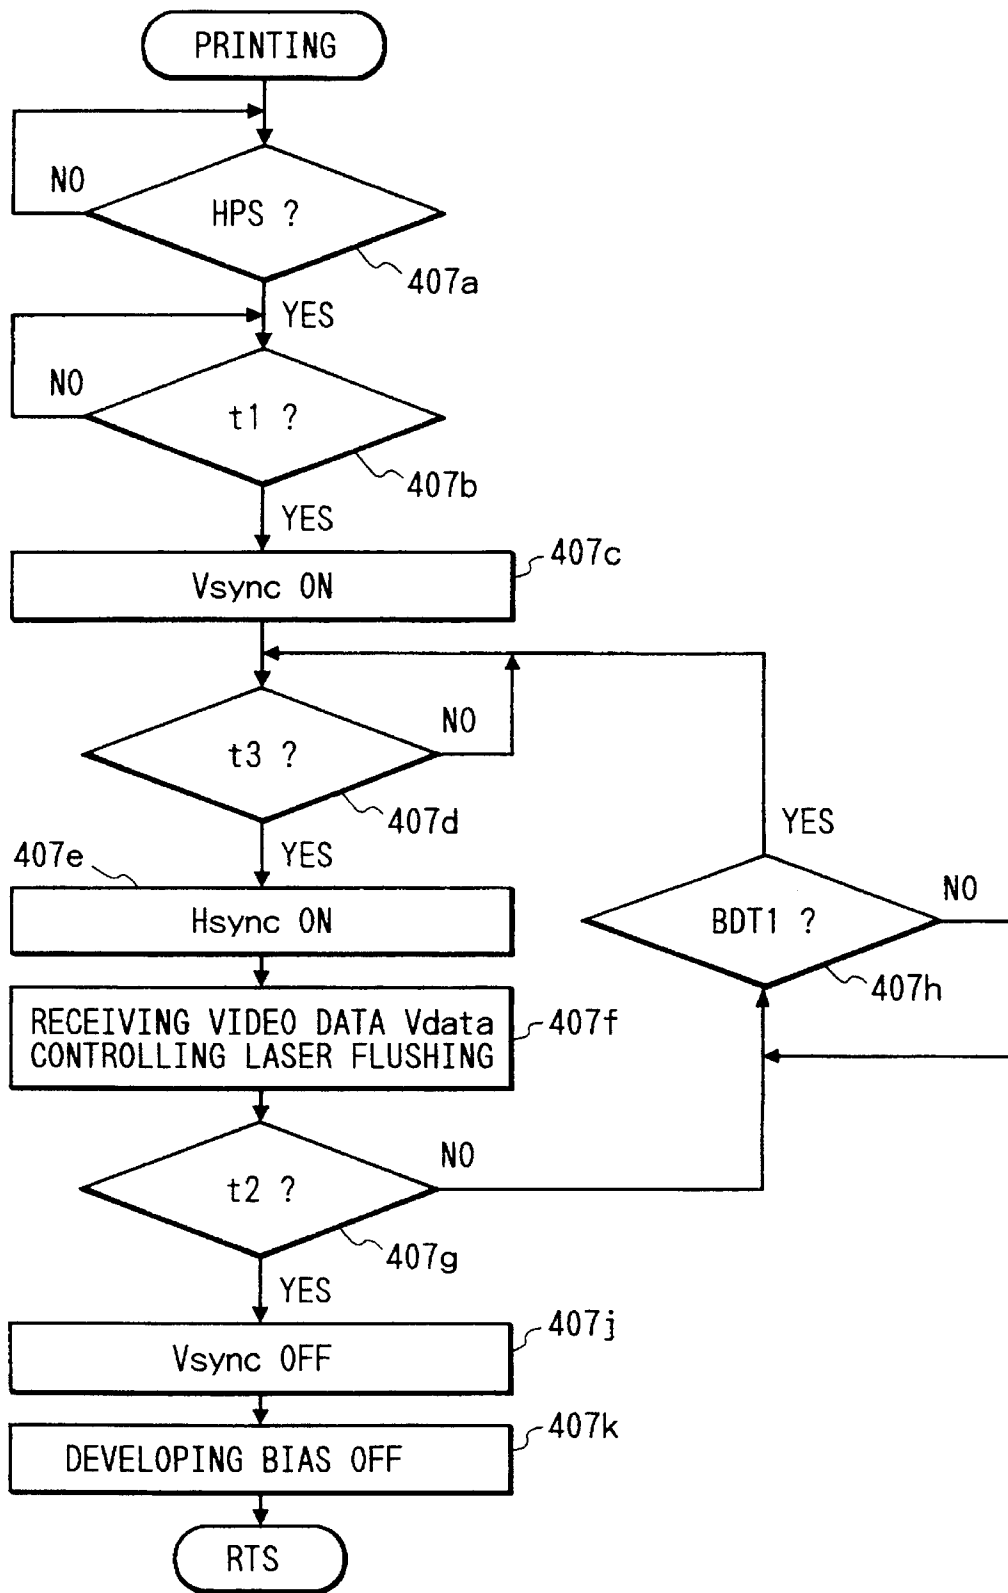 PRINTING
NO
HPS ?
407a
YES
NO
t1 ?
407b
YES
407c
Vsync ON
NO
t3 ?
407d
YES
YES
407e
Hsync ON
NO
BDT1 ?
407h
RECEIVING VIDEO DATA Vdata
CONTROLLING LASER FLUSHING
407f
NO
t2 ?
407g
YES
407j
Vsync OFF
407k
DEVELOPING BIAS OFF
RTS